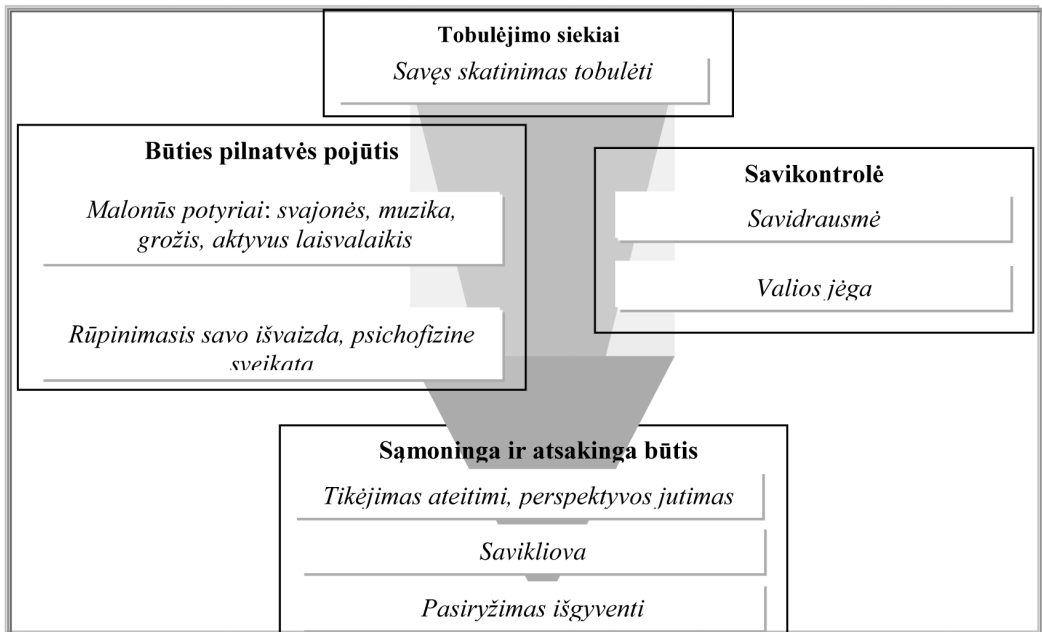 Tobulėjimo siekiai
Savęs skatinimas tobulėti
Būties pilnatvės pojūtis
Malonūs potyriai: svajonės, muzika,
grožis, aktyvus laisvalaikis
Rūpinimasis savo išvaizda, psichofizine
sveikata
Savikontrolė
Savidrausmė
Valios jėga
Sąmoninga ir atsakinga būtis
Tikėjimas ateitimi, perspektyvos jutimas
Savikliova
Pasiryžimas išgyventi